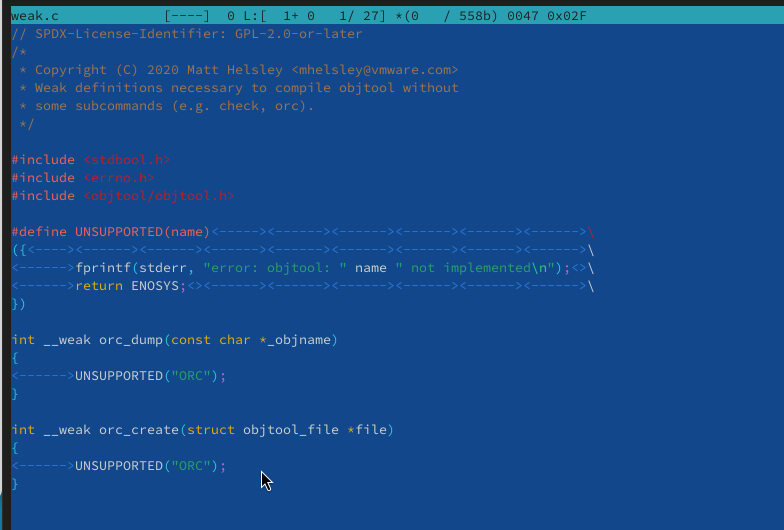 weak.c [----] 0 L:[ 1+ 0 1/ 27] *(0 / 558b) 0047 0x02F
// SPDX-License-Identifier: GPL-2.0-or-later
/*
 * Copyright (C) 2020 Matt Helsley <mhelsley@vmware.com>
 * Weak definitions necessary to compile objtool without
 * some subcommands (e.g. check, orc).
 */
#include <stdbool.h>
#include <errno.h>
#include <objtool/objtool.h>
#define UNSUPPORTED(name)<-----><------><------><------><------><------>\
({<----><------><------><------><------><------><------><------><------>\
<------>fprintf(stderr, "error: objtool: " name " not implemented\n");<>\
<------>return ENOSYS;<><------><------><------><------><------><------>\
})
int __weak orc_dump(const char *_objname)
{
<------>UNSUPPORTED("ORC");
}
int __weak orc_create(struct objtool_file *file)
{
<------>UNSUPPORTED("ORC");
}